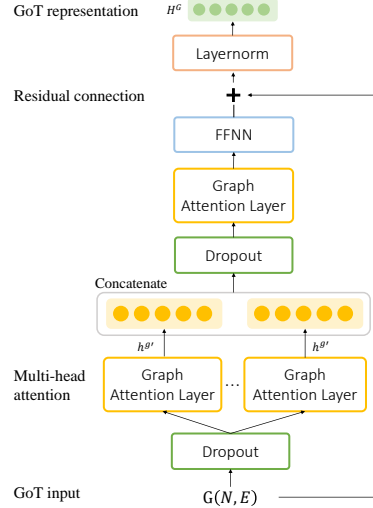 GoT representation
H^G
Layernorm
Residual connection
+
FFNN
Graph
Attention Layer
Dropout
Concatenate
h^{g'}
h^{g'}
Multi-head
attention
Graph
Attention Layer
...
Graph
Attention Layer
Dropout
GoT input
G(N, E)